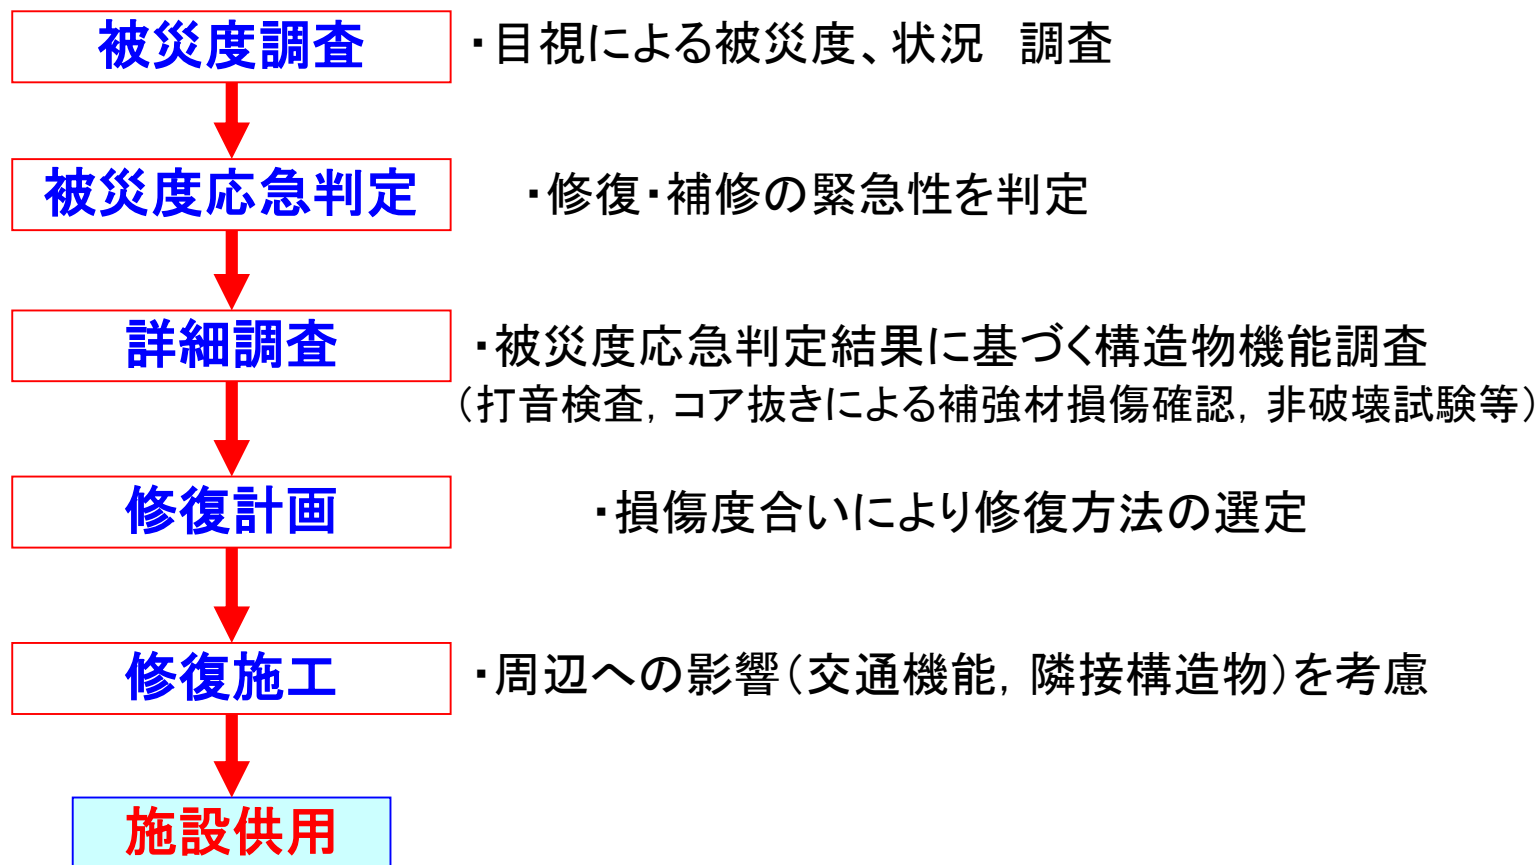 被災度調査
・目視による被災度、状況　調査
被災度応急判定
・修復・補修の緊急性を判定
詳細調査
・被災度応急判定結果に基づく構造物機能調査
（打音検査，コア抜きによる補強材損傷確認，非破壊試験等）
修復計画
・損傷度合いにより修復方法の選定
修復施工
・周辺への影響（交通機能，隣接構造物）を考慮
施設供用